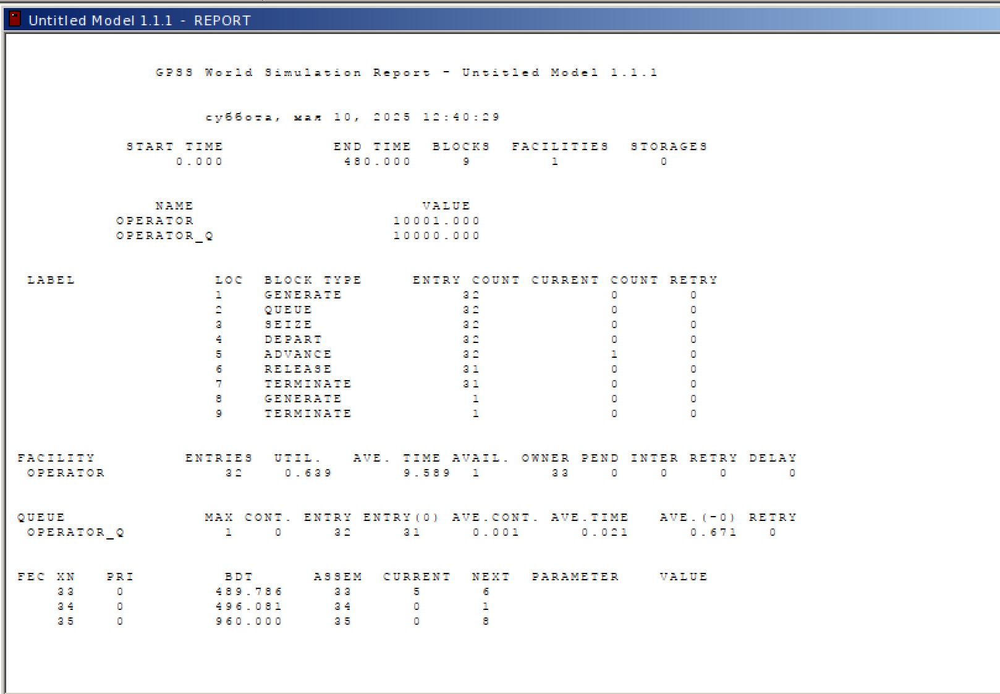 Untitled Model 1.1.1 - REPORT
GPSS World Simulation Report - Untitled Model 1.1.1
суббота, мая 10, 2025 12:40:29
START TIME END TIME BLOCKS FACILITIES STORAGES
0.000 480.000 9 1 0
NAME VALUE
OPERATOR 10001.000
OPERATOR_Q 10000.000
LABEL LOC BLOCK TYPE ENTRY COUNT CURRENT COUNT RETRY
1 GENERATE 32 0 0
2 QUEUE 32 0 0
3 SEIZE 32 0 0
4 DEPART 32 0 0
5 ADVANCE 32 1 0
6 RELEASE 31 0 0
7 TERMINATE 31 0 0
8 GENERATE 1 0 0
9 TERMINATE 1 0 0
FACILITY ENTRIES UTIL. AVE. TIME AVAIL. OWNER PEND INTER RETRY DELAY
OPERATOR 32 0.639 9.589 1 33 0 0 0 0
QUEUE MAX CONT. ENTRY ENTRY(0) AVE.CONT. AVE.TIME AVE.(-0) RETRY
OPERATOR_Q 1 0 32 31 0.001 0.021 0.671 0
FEC XN PRI BDT ASSEM CURRENT NEXT PARAMETER VALUE
33 0 489.786 33 5 6
34 0 496.081 34 0 1
35 0 960.000 35 0 8